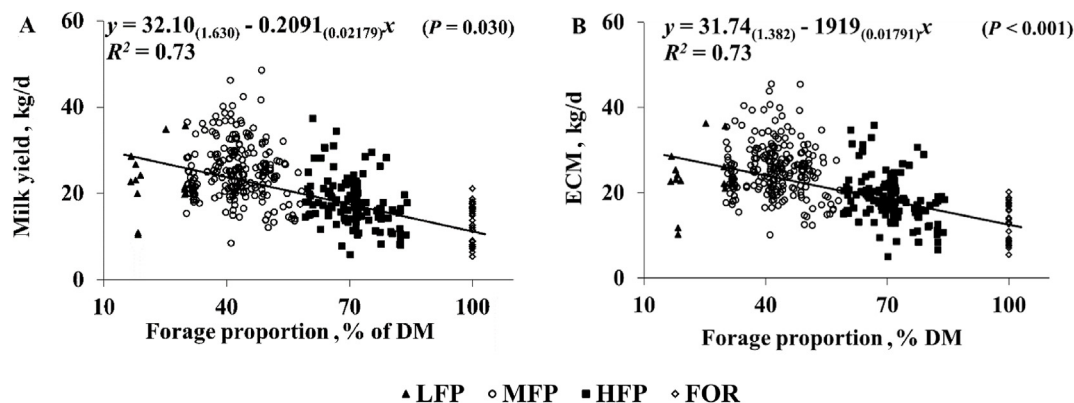 A
y = 32.10(1.630) - 0.2091(0.02179)x (P = 0.030)
R² = 0.73
Milk yield, kg/d
60
40
20
0
10 40 70 100
Forage proportion, % of DM
B
y = 31.74(1.382) - 1919(0.01791)x (P < 0.001)
R² = 0.73
ECM, kg/d
60
40
20
0
10 40 70 100
Forage proportion, % DM
▲ LFP ○ MFP ■ HFP ◇ FOR